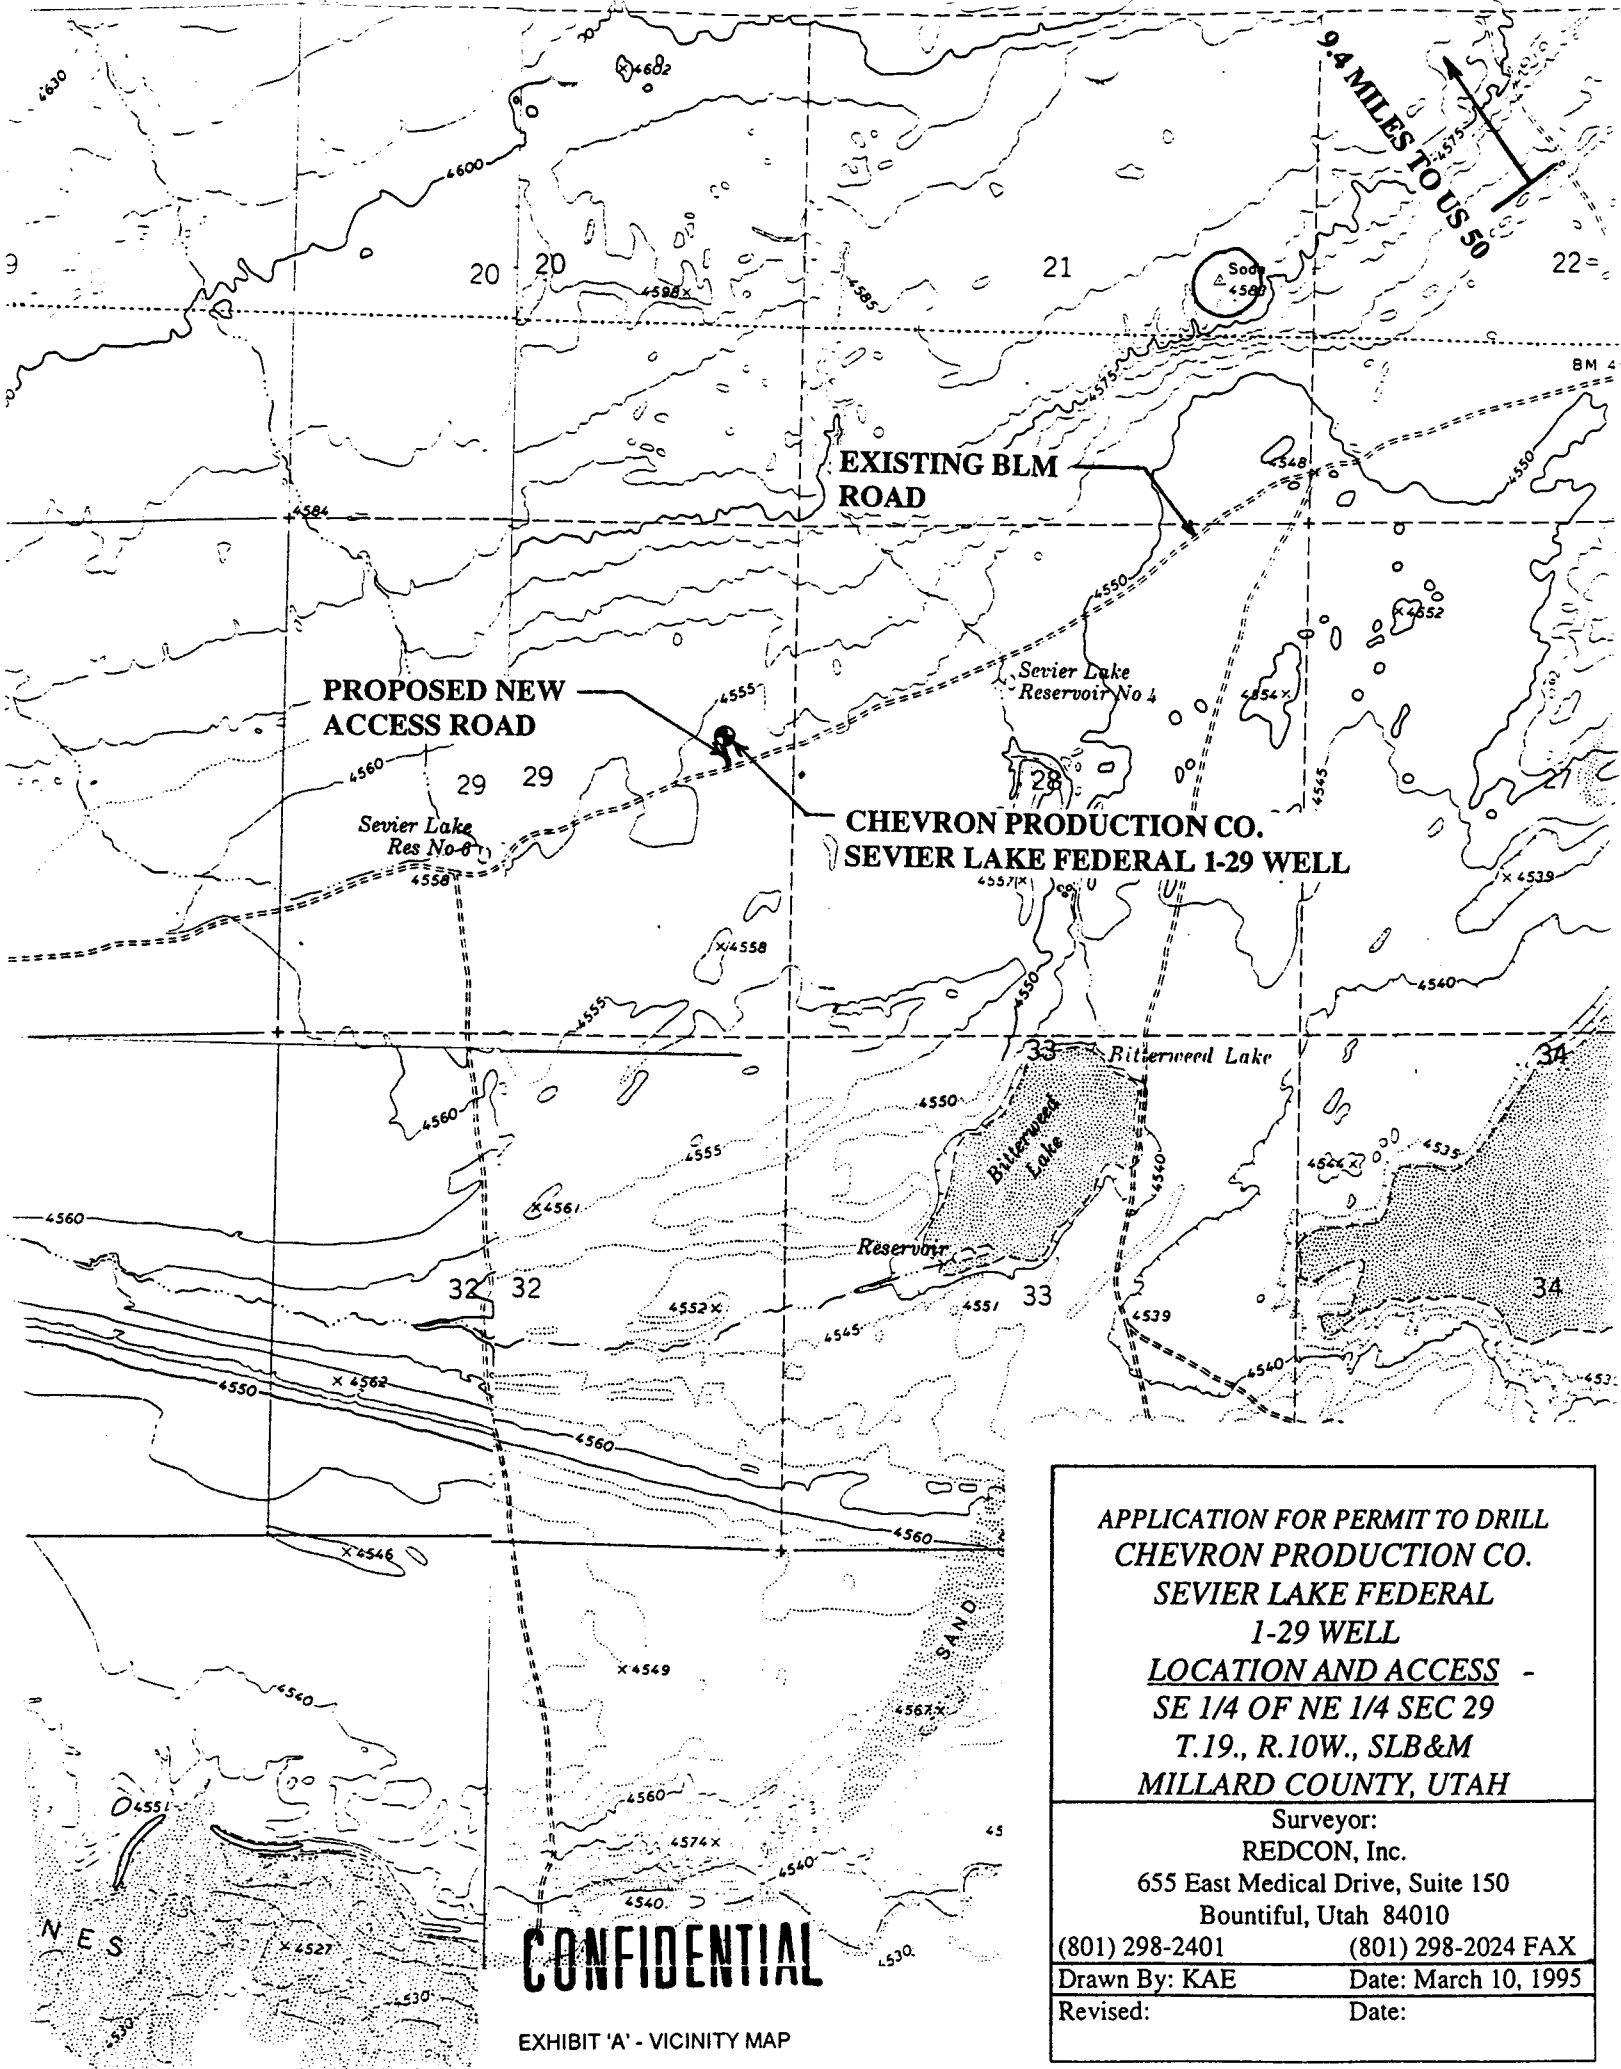 4630
4602
9.4 MILES TO US 50
4575
4600
9
20
20
21
22
4598
4585
Soda
4583
BM 4
4575
EXISTING BLM
ROAD
4548
4550
4584
4550
4552
PROPOSED NEW
ACCESS ROAD
4555
Sevier Lake
Reservoir No 4
4554
4560
29
29
28
4545
27
Sevier Lake
Res No 6
4558
CHEVRON PRODUCTION CO.
SEVIER LAKE FEDERAL 1-29 WELL
4557
4539
4558
4550
4540
4555
33
Bitterweed Lake
34
4560
4550
Bitterweed
Lake
4555
4540
4544
4535
4561
4560
Reservoir
32
32
4552
4551
33
34
4545
4539
4540
4562
4550
4560
4560
4546
SAND
4549
4540
4567
4551
4560
4574
45
4540
4540
NES
4527
4530
4530
4530
CONFIDENTIAL
EXHIBIT 'A' - VICINITY MAP
APPLICATION FOR PERMIT TO DRILL
CHEVRON PRODUCTION CO.
SEVIER LAKE FEDERAL
1-29 WELL
LOCATION AND ACCESS -
SE 1/4 OF NE 1/4 SEC 29
T.19., R.10W., SLB&M
MILLARD COUNTY, UTAH
Surveyor:
REDCON, Inc.
655 East Medical Drive, Suite 150
Bountiful, Utah 84010
(801) 298-2401 (801) 298-2024 FAX
Drawn By: KAE Date: March 10, 1995
Revised: Date: